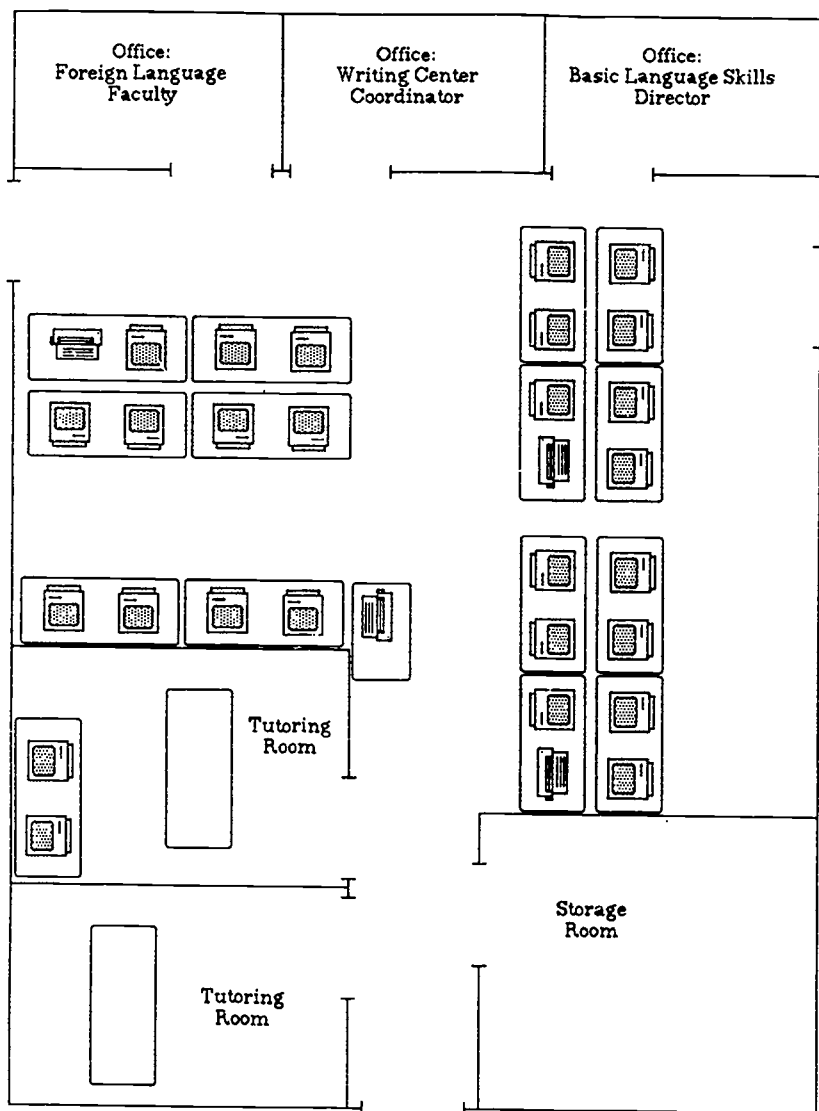 Office:
Foreign Language
Faculty
Office:
Writing Center
Coordinator
Office:
Basic Language Skills
Director
Tutoring
Room
Storage
Room
Tutoring
Room